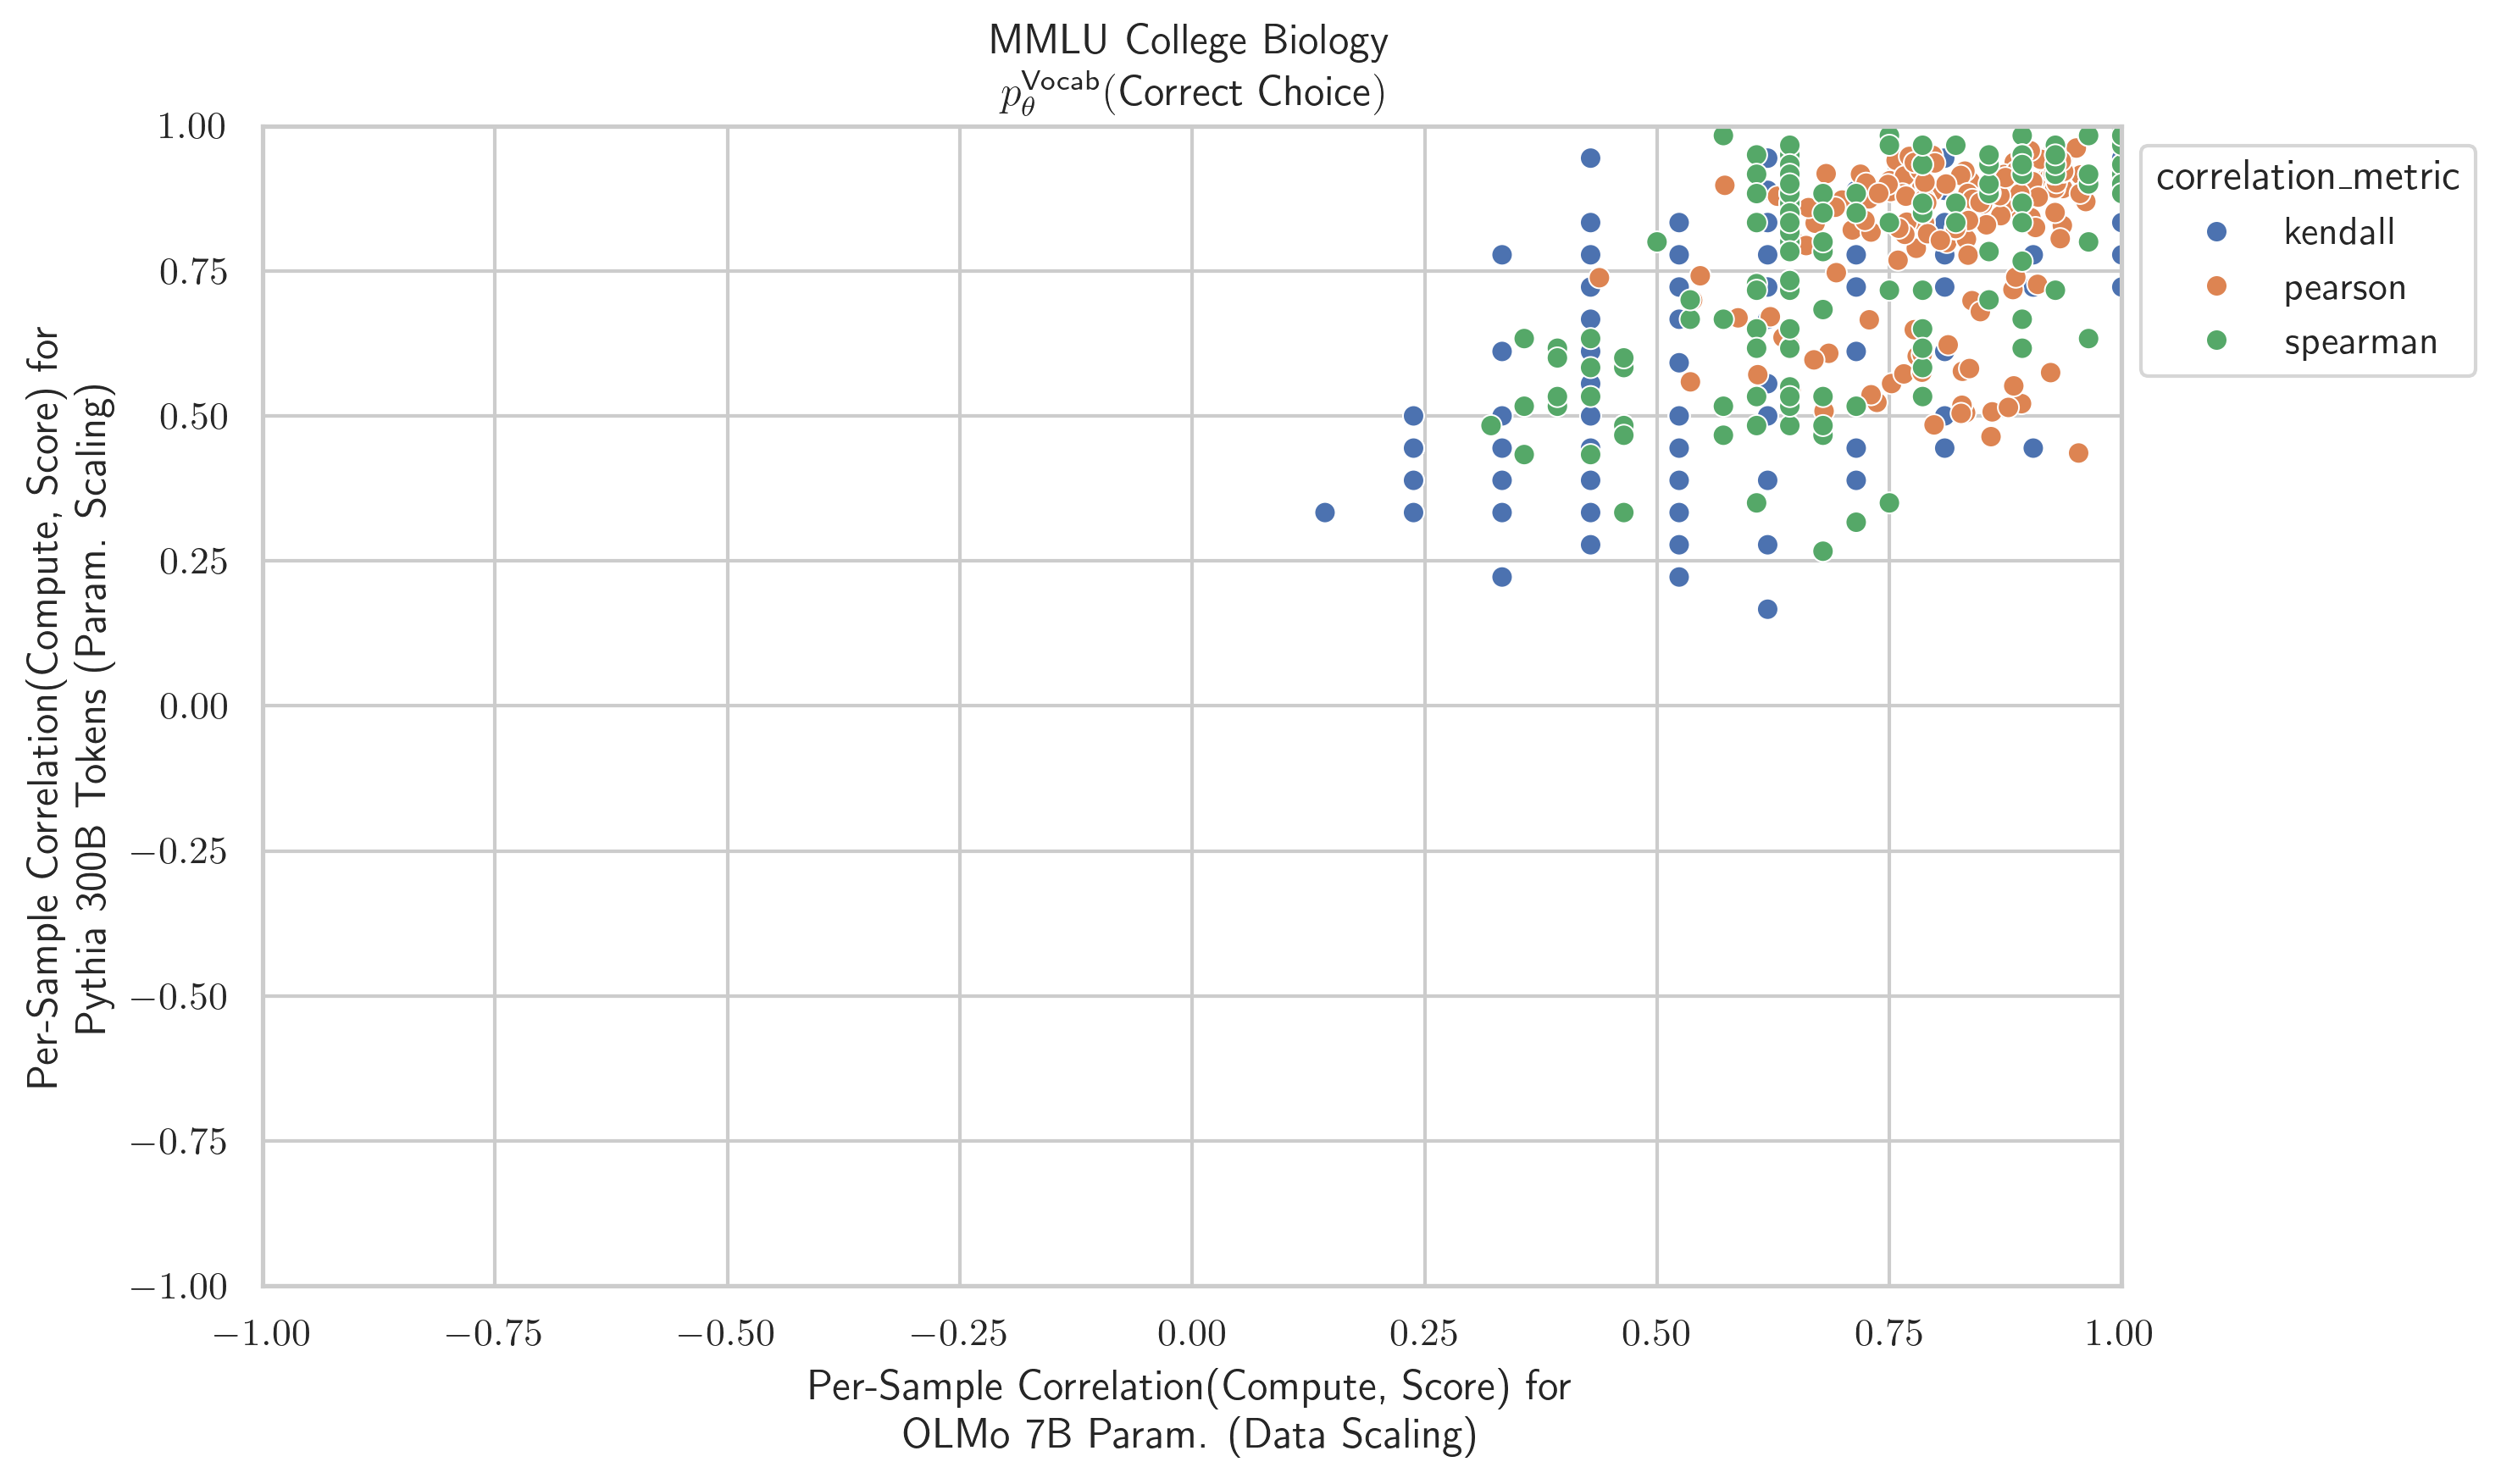 MMLU College Biology
p_θ^Vocab(Correct Choice)
1.00
0.75
0.50
0.25
0.00
−0.25
−0.50
−0.75
−1.00
Per-Sample Correlation(Compute, Score) for
Pythia 300B Tokens (Param. Scaling)
correlation_metric
kendall
pearson
spearman
−1.00 −0.75 −0.50 −0.25 0.00 0.25 0.50 0.75 1.00
Per-Sample Correlation(Compute, Score) for
OLMo 7B Param. (Data Scaling)